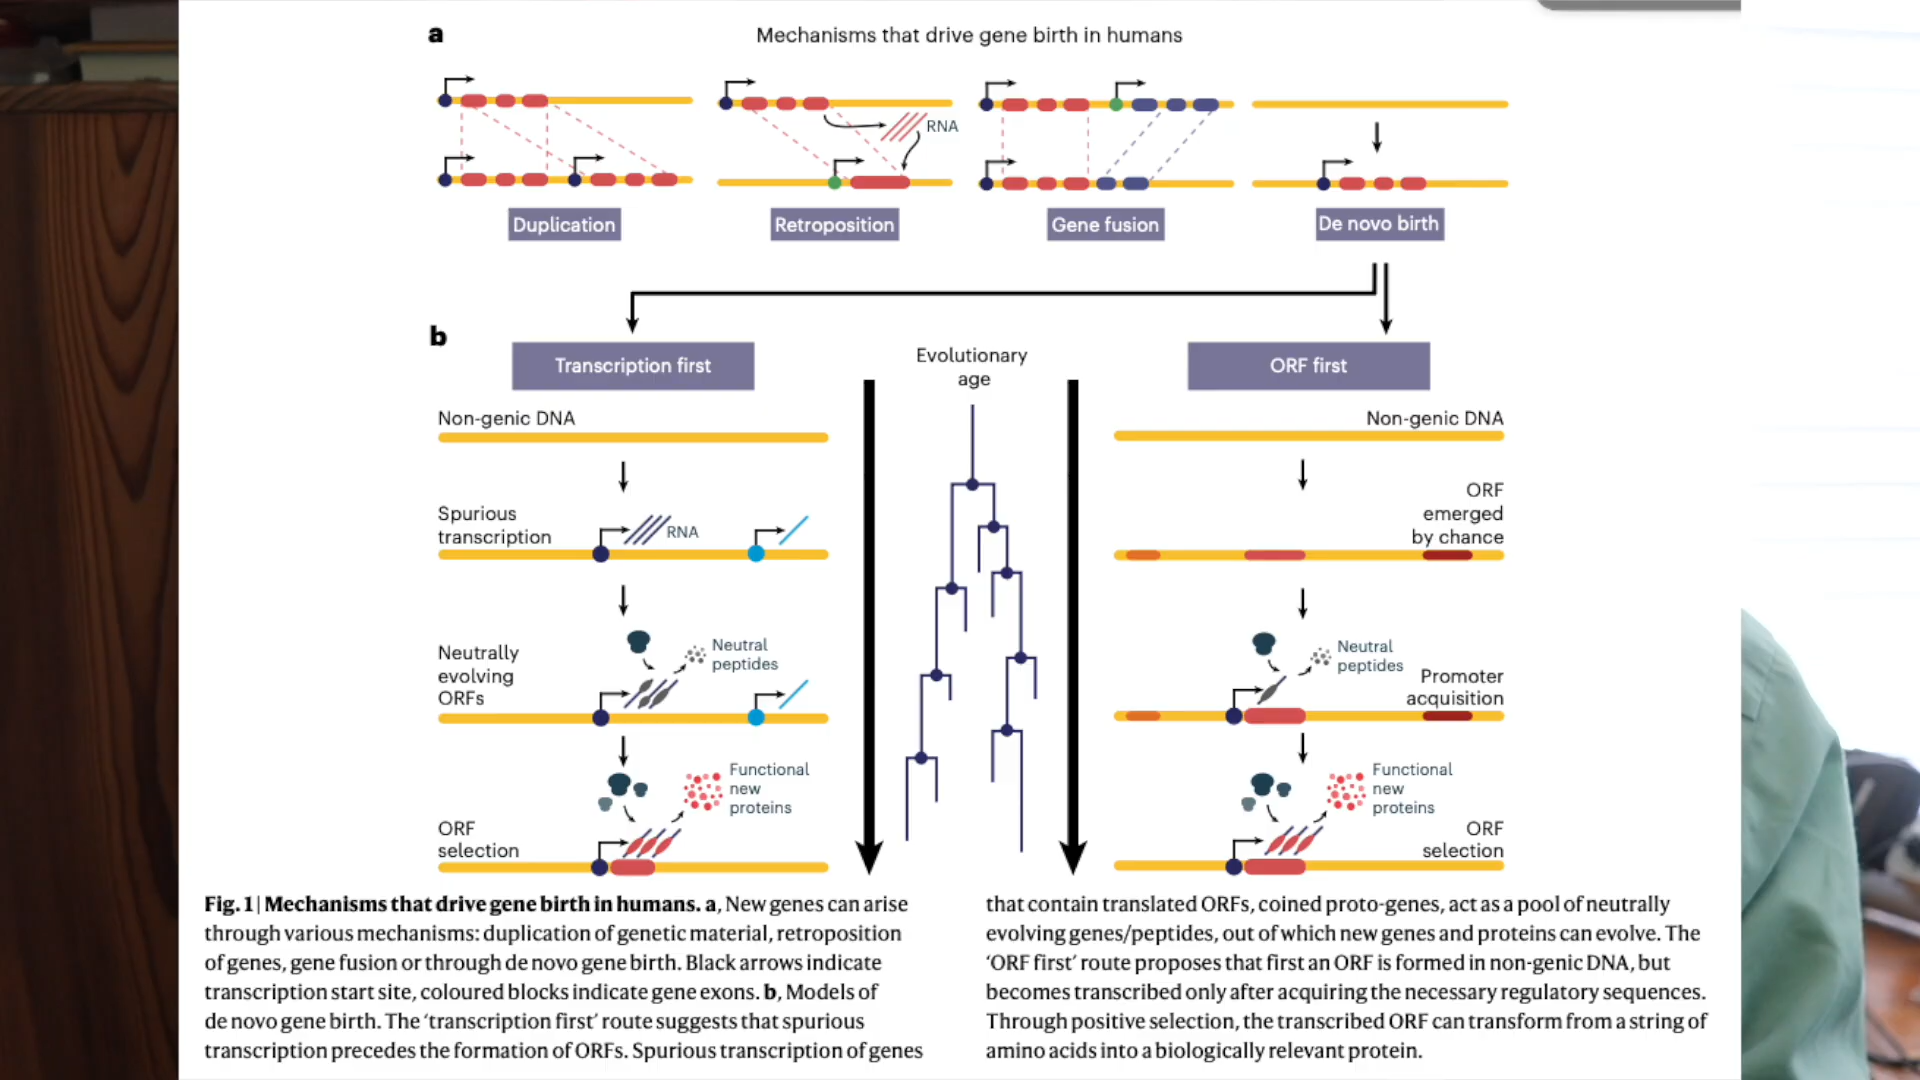 a
Mechanisms that drive gene birth in humans
RNA
Duplication
Retroposition
Gene fusion
De novo birth
b
Transcription first
Evolutionary
age
ORF first
Non-genic DNA
Spurious
transcription
RNA
Neutrally
evolving
ORFs
Neutral
peptides
ORF
selection
Functional
new
proteins
Non-genic DNA
ORF
emerged
by chance
Neutral
peptides
Promoter
acquisition
Functional
new
proteins
ORF
selection
Fig. 1 | Mechanisms that drive gene birth in humans. a, New genes can arise
through various mechanisms: duplication of genetic material, retroposition
of genes, gene fusion or through de novo gene birth. Black arrows indicate
transcription start site, coloured blocks indicate gene exons. b, Models of
de novo gene birth. The ‘transcription first’ route suggests that spurious
transcription precedes the formation of ORFs. Spurious transcription of genes
that contain translated ORFs, coined proto-genes, act as a pool of neutrally
evolving genes/peptides, out of which new genes and proteins can evolve. The
‘ORF first’ route proposes that first an ORF is formed in non-genic DNA, but
becomes transcribed only after acquiring the necessary regulatory sequences.
Through positive selection, the transcribed ORF can transform from a string of
amino acids into a biologically relevant protein.